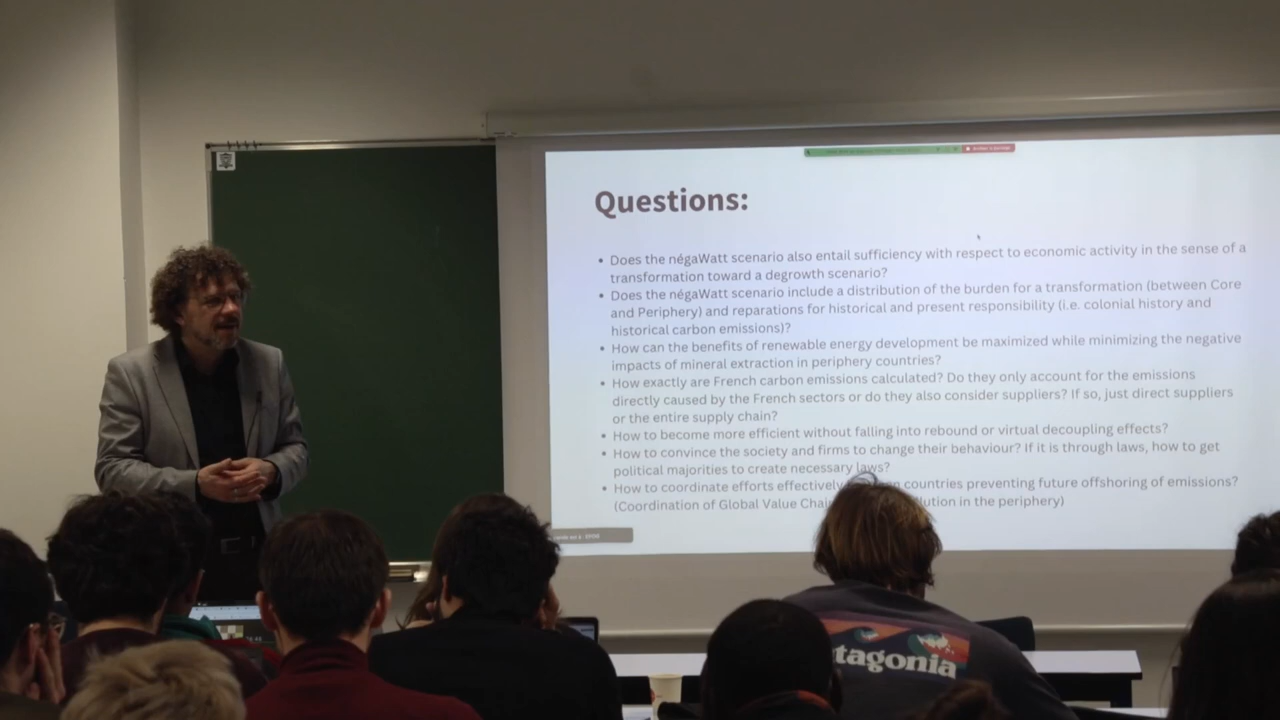 Questions:
• Does the négaWatt scenario also entail sufficiency with respect to economic activity in the sense of a
transformation toward a degrowth scenario?
• Does the négaWatt scenario include a distribution of the burden for a transformation (between Core
and Periphery) and reparations for historical and present responsibility (i.e. colonial history and
historical carbon emissions)?
• How can the benefits of renewable energy development be maximized while minimizing the negative
impacts of mineral extraction in periphery countries?
• How exactly are French carbon emissions calculated? Do they only account for the emissions
directly caused by the French sectors or do they also consider suppliers? If so, just direct suppliers
or the entire supply chain?
• How to become more efficient without falling into rebound or virtual decoupling effects?
• How to convince the society and firms to change their behaviour? If it is through laws, how to get
political majorities to create necessary laws?
• How to coordinate efforts effectively countries preventing future offshoring of emissions?
(Coordination of Global Value in the periphery)
tagonia